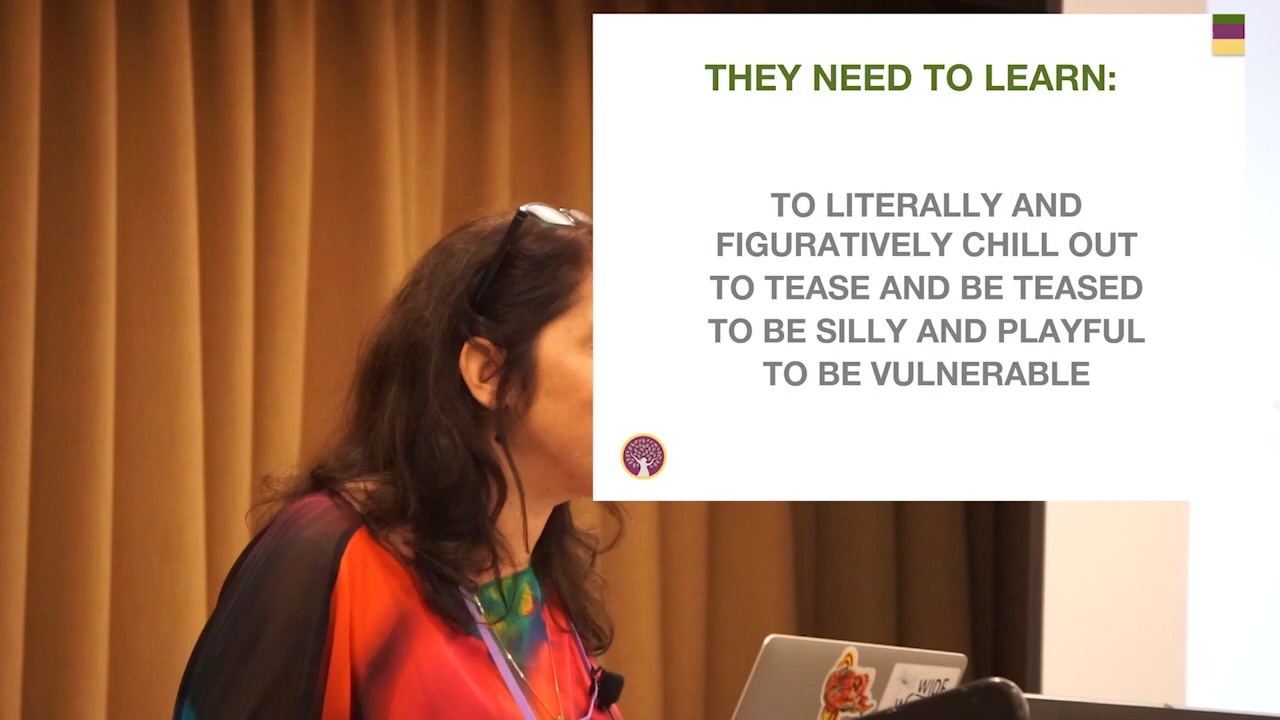 THEY NEED TO LEARN:
TO LITERALLY AND
FIGURATIVELY CHILL OUT
TO TEASE AND BE TEASED
TO BE SILLY AND PLAYFUL
TO BE VULNERABLE
WIDE